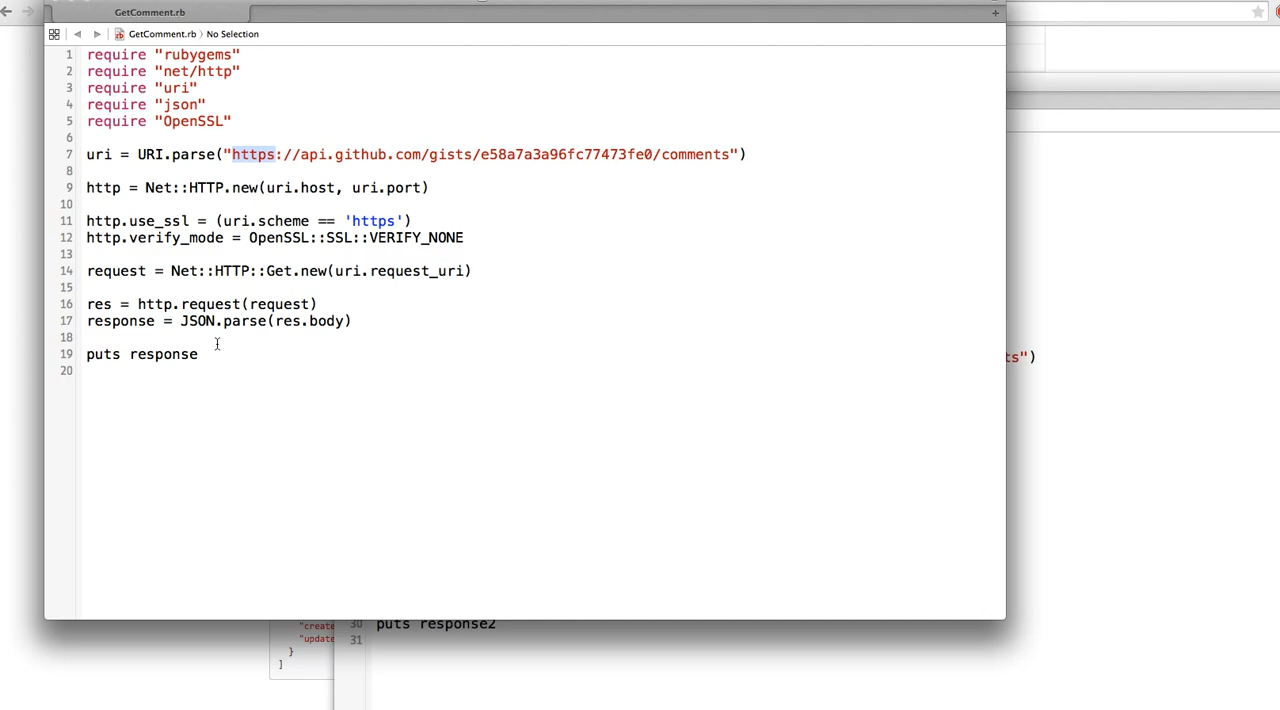 GetComment.rb
GetComment.rb 〉 No Selection
1 require "rubygems"
2 require "net/http"
3 require "uri"
4 require "json"
5 require "OpenSSL"
6
7 uri = URI.parse("https://api.github.com/gists/e58a7a3a96fc77473fe0/comments")
8
9 http = Net::HTTP.new(uri.host, uri.port)
10
11 http.use_ssl = (uri.scheme == 'https')
12 http.verify_mode = OpenSSL::SSL::VERIFY_NONE
13
14 request = Net::HTTP::Get.new(uri.request_uri)
15
16 res = http.request(request)
17 response = JSON.parse(res.body)
18
19 puts response
20
ts")
"create
"update
}
]
30 puts response2
31